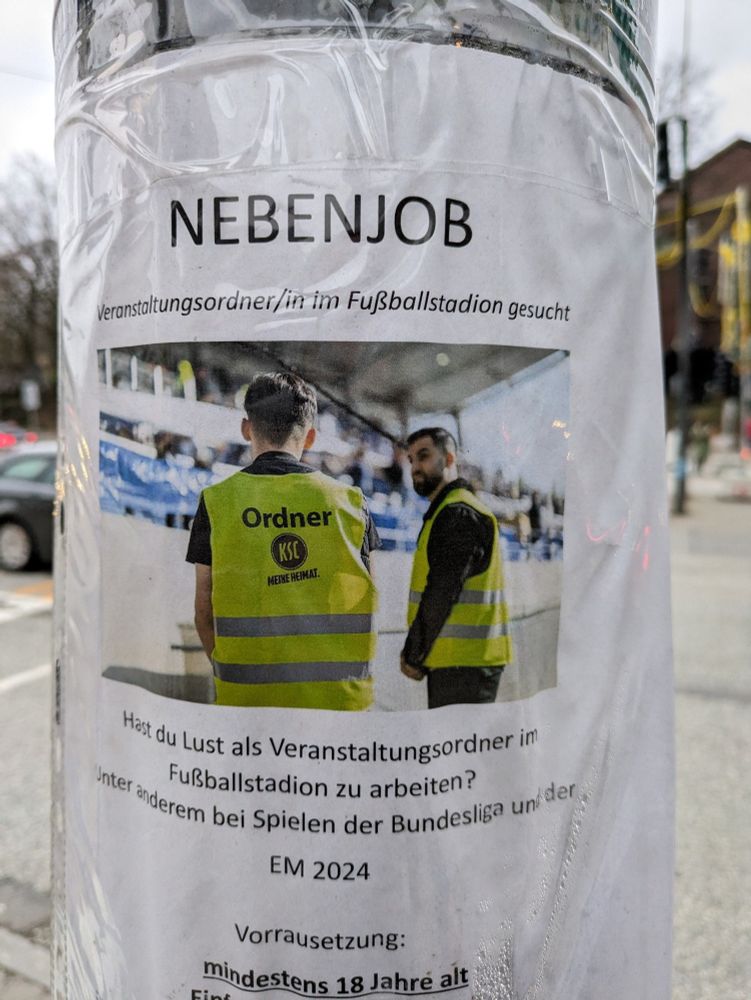 NEBENJOB
Veranstaltungsordner/in im Fußballstadion gesucht
Ordner
KSC
MEINE HEIMAT.
Hast du Lust als Veranstaltungsordner im
Fußballstadion zu arbeiten?
Unter anderem bei Spielen der Bundesliga und der
EM 2024
Vorrausetzung:
mindestens 18 Jahre alt